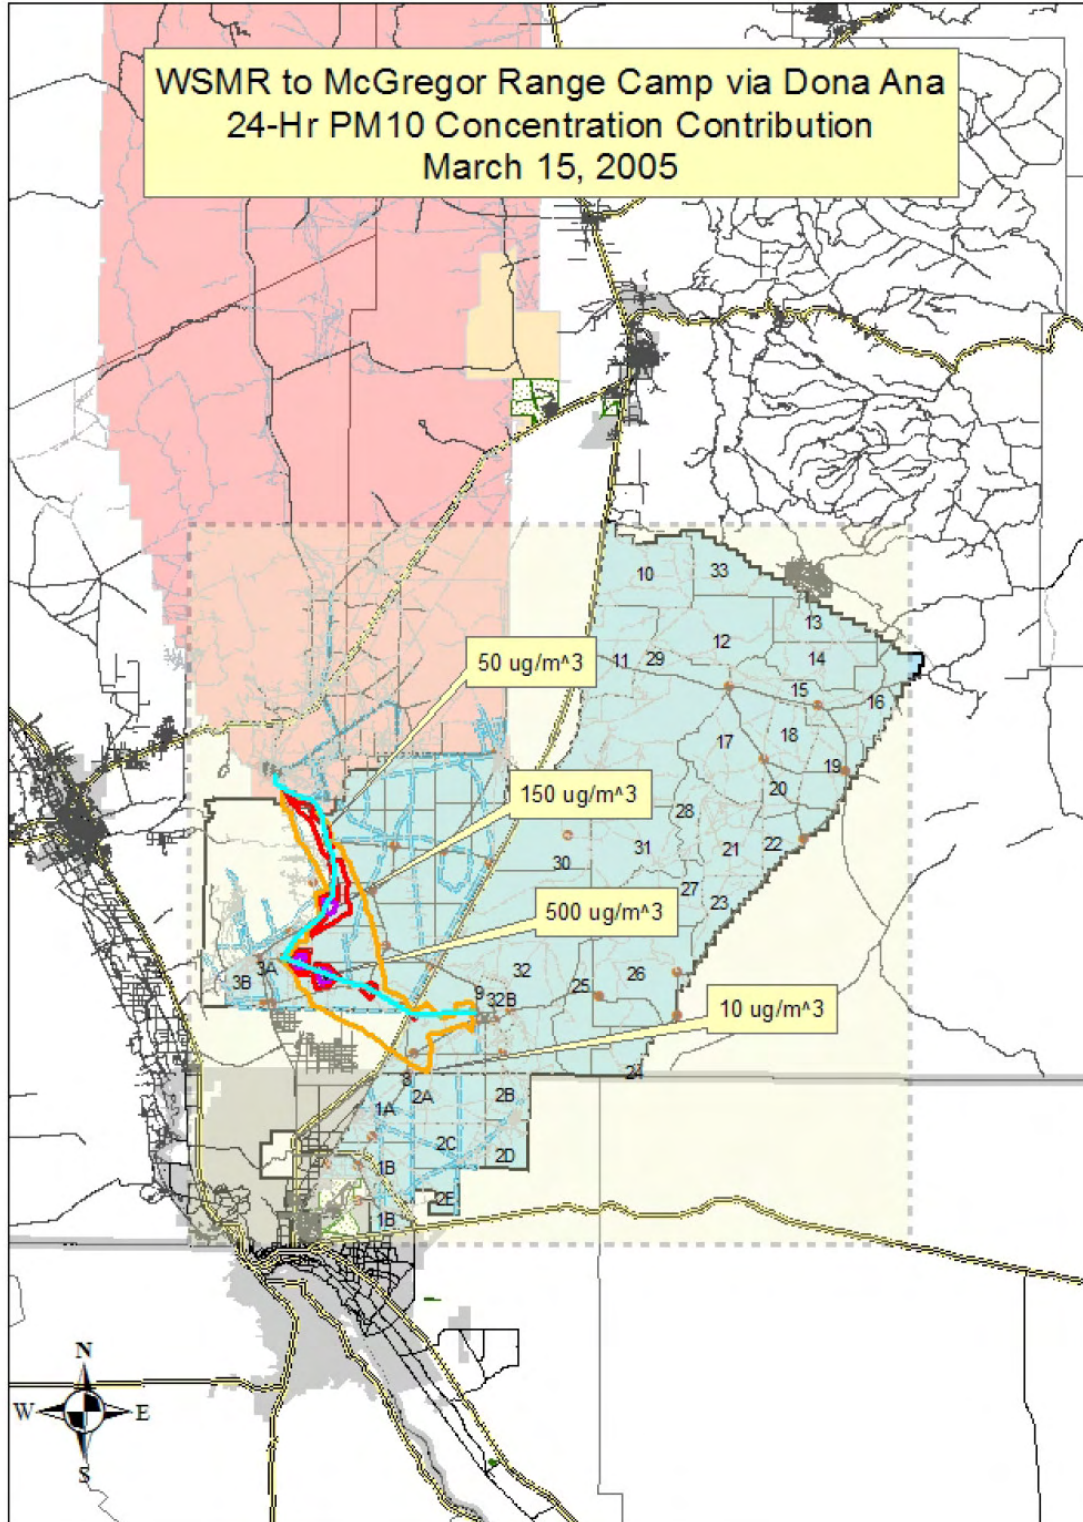 WSMR to McGregor Range Camp via Dona Ana
24-Hr PM10 Concentration Contribution
March 15, 2005
10
33
13
12
11
29
14
50 ug/m^3
15
16
17
18
19
150 ug/m^3
20
28
30
31
21
22
27
23
500 ug/m^3
3A
3B
32
26
25
9
32B
10 ug/m^3
24
8
2A
2B
1A
2C
2D
1B
2E
1B
N
W
E
S